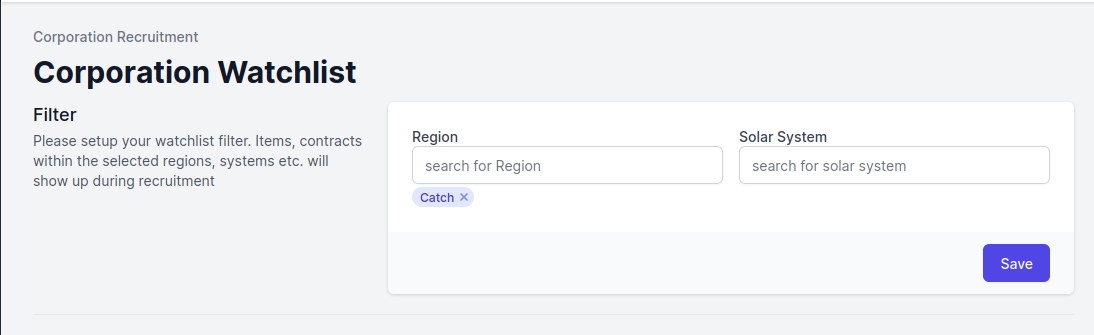 Corporation Recruitment
Corporation Watchlist
Filter
Please setup your watchlist filter. Items, contracts
within the selected regions, systems etc. will
show up during recruitment
Region
search for Region
Catch ✕
Solar System
search for solar system
Save